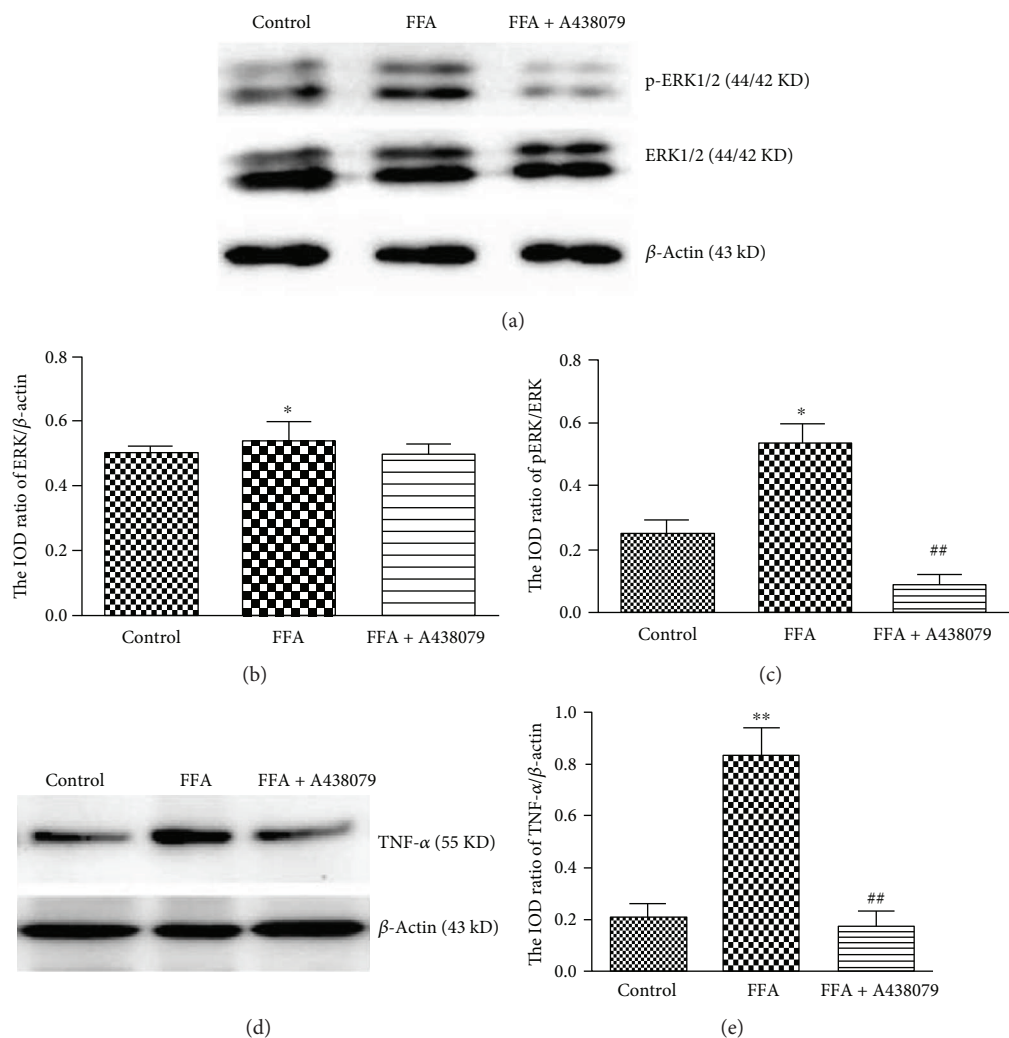 Control FFA FFA + A438079
p-ERK1/2 (44/42 KD)
ERK1/2 (44/42 KD)
β-Actin (43 kD)
(a)
The IOD ratio of ERK/β-actin
0.8
0.6
0.4
0.2
0.0
*
Control FFA FFA + A438079
(b)
The IOD ratio of pERK/ERK
0.8
0.6
0.4
0.2
0.0
*
##
Control FFA FFA + A438079
(c)
Control FFA FFA + A438079
TNF-α (55 KD)
β-Actin (43 kD)
(d)
The IOD ratio of TNF-α/β-actin
1.0
0.8
0.6
0.4
0.2
0.0
**
##
Control FFA FFA + A438079
(e)